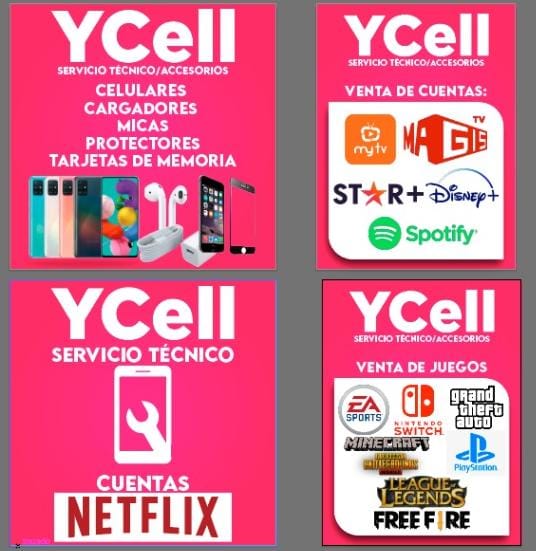 YCell
SERVICIO TÉCNICO/ACCESORIOS
CELULARES
CARGADORES
MICAS
PROTECTORES
TARJETAS DE MEMORIA
YCell
SERVICIO TÉCNICO/ACCESORIOS
VENTA DE CUENTAS:
mytv
MAGIS TV
STAR+
Disney+
Spotify
YCell
SERVICIO TÉCNICO
CUENTAS
NETFLIX
trazado
YCell
SERVICIO TÉCNICO/ACCESORIOS
VENTA DE JUEGOS
EA
SPORTS
NINTENDO
SWITCH
grand
theft
auto
MINECRAFT
BATTLEGROUNDS
PlayStation
LEAGUE OF
LEGENDS
FREE FIRE